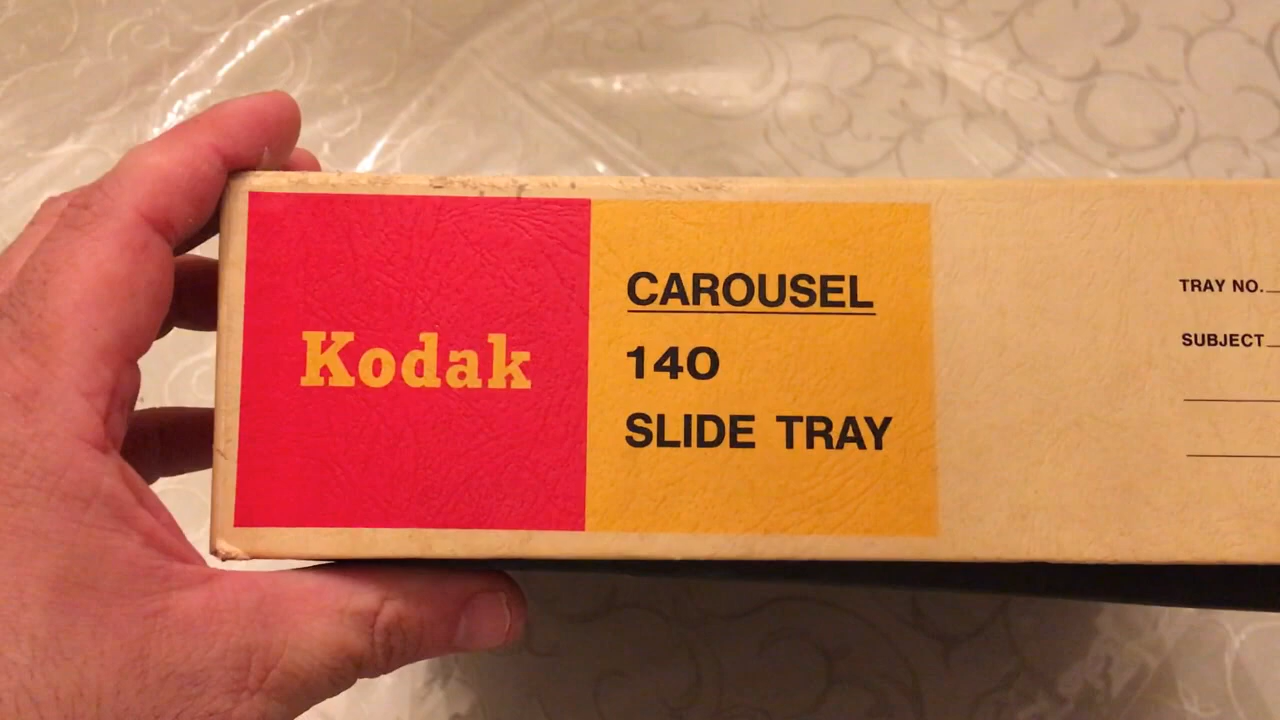 Kodak
CAROUSEL
140
SLIDE TRAY
TRAY NO.
SUBJECT